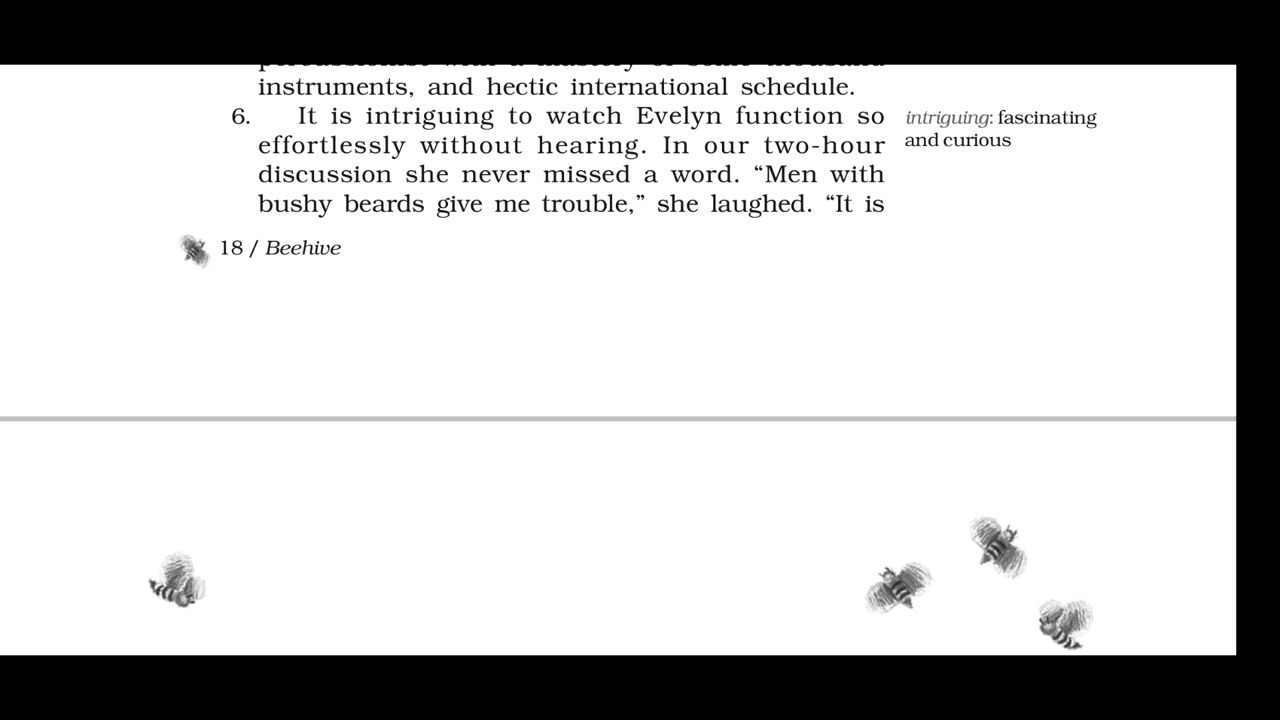 instruments, and hectic international schedule.
6. It is intriguing to watch Evelyn function so
effortlessly without hearing. In our two-hour
discussion she never missed a word. “Men with
bushy beards give me trouble,” she laughed. “It is
intriguing: fascinating
and curious
18 / Beehive